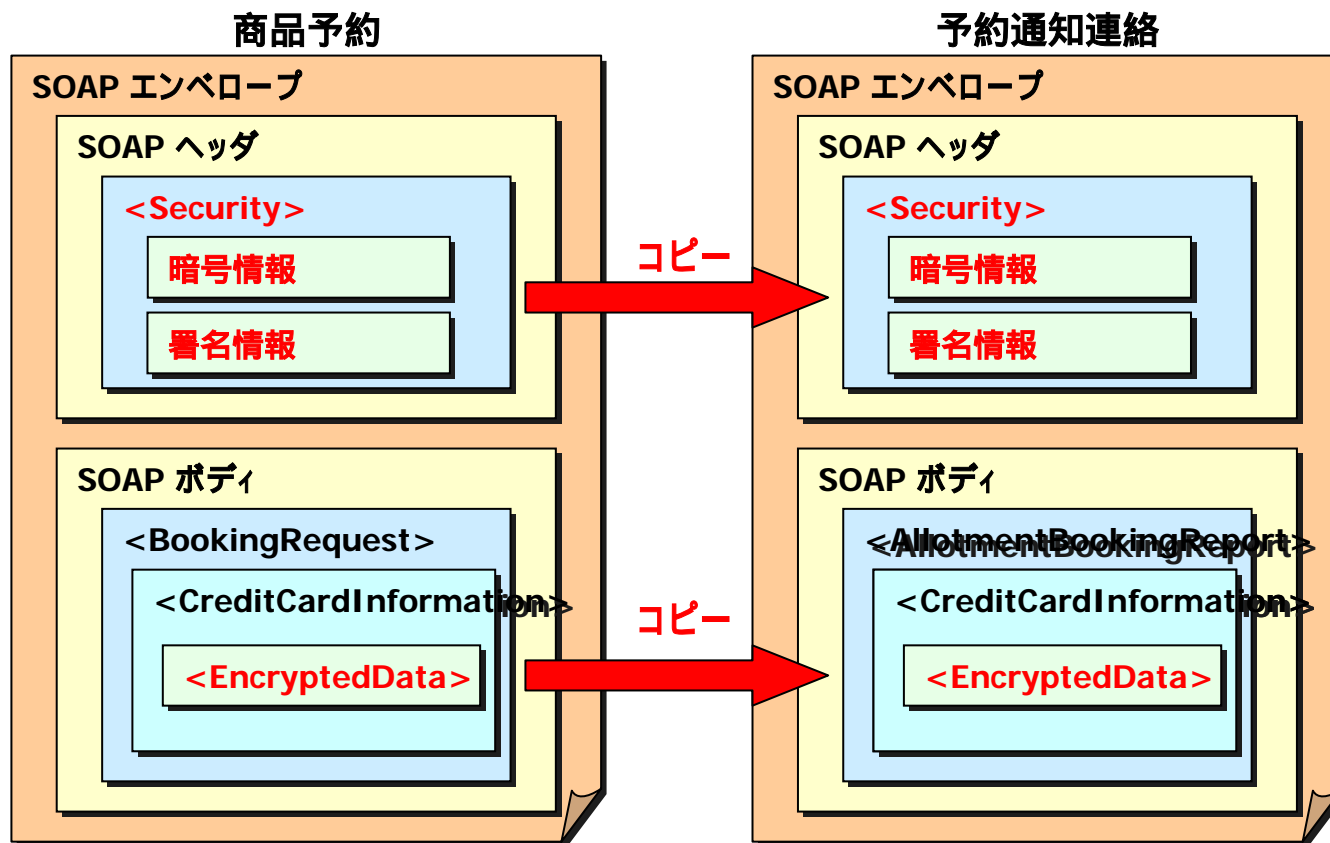 商品予約
SOAP エンベロープ
SOAP ヘッダ
<Security>
暗号情報
署名情報
SOAP ボディ
<BookingRequest>
<CreditCardInformation>
<EncryptedData>
コピー
コピー
予約通知連絡
SOAP エンベロープ
SOAP ヘッダ
<Security>
暗号情報
署名情報
SOAP ボディ
<AllotmentBookingReport>
<CreditCardInformation>
<EncryptedData>